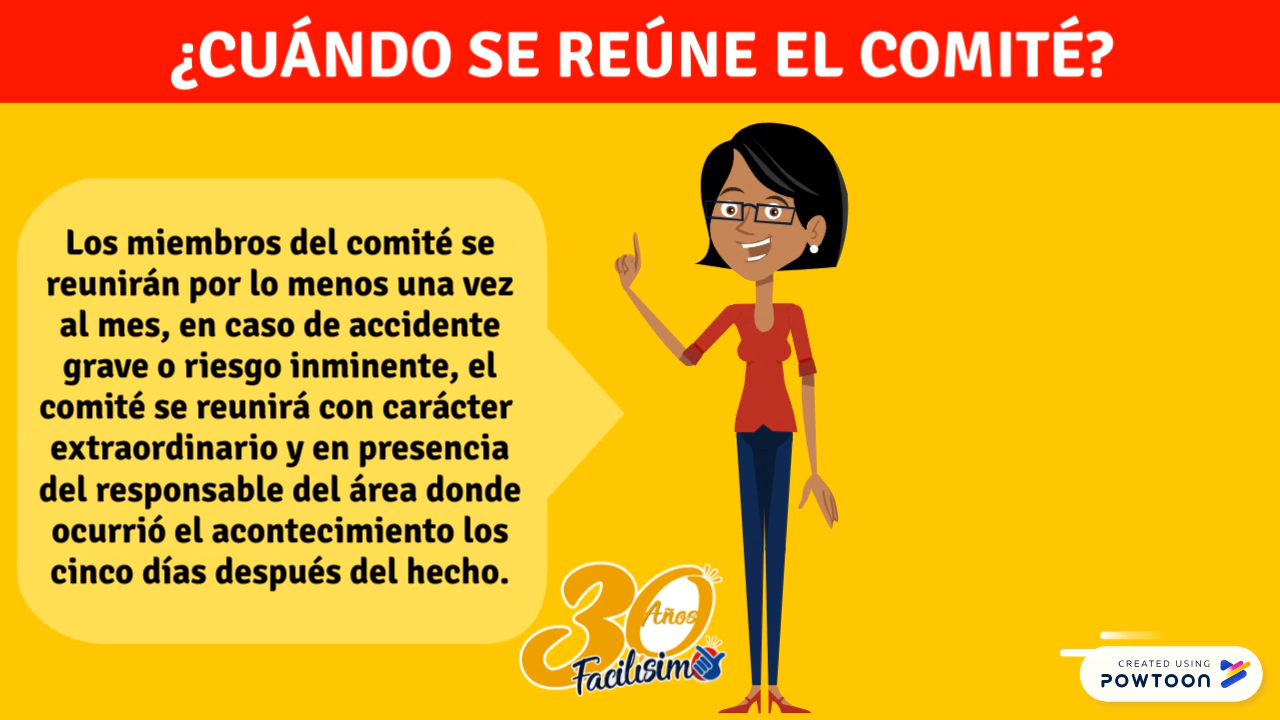 ¿CUÁNDO SE REÚNE EL COMITÉ?
Los miembros del comité se
reunirán por lo menos una vez
al mes, en caso de accidente
grave o riesgo inminente, el
comité se reunirá con carácter
extraordinario y en presencia
del responsable del área donde
ocurrió el acontecimiento los
cinco días después del hecho.
30
Años
Facilísimo
CREATED USING
POWTOON